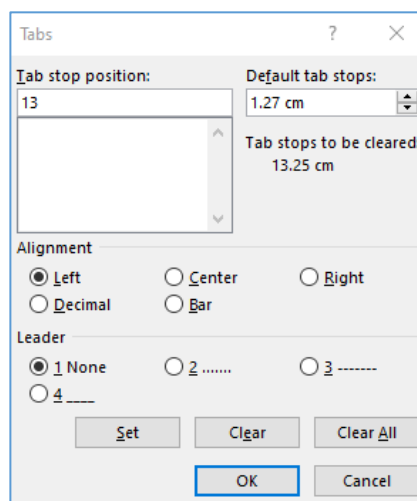 Tabs ? ×
Tab stop position: Default tab stops:
13 1.27 cm
Tab stops to be cleared:
13.25 cm
Alignment
Left Center Right
Decimal Bar
Leader
1 None 2 ....... 3 -------
4 ____
Set Clear Clear All
OK Cancel